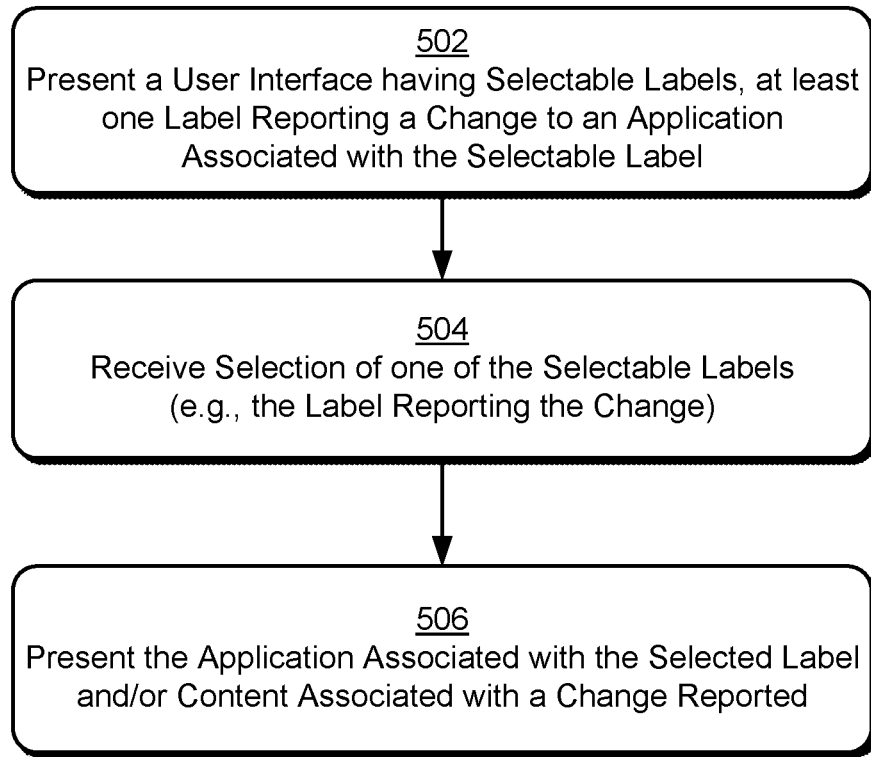 502
Present a User Interface having Selectable Labels, at least
one Label Reporting a Change to an Application
Associated with the Selectable Label
504
Receive Selection of one of the Selectable Labels
(e.g., the Label Reporting the Change)
506
Present the Application Associated with the Selected Label
and/or Content Associated with a Change Reported